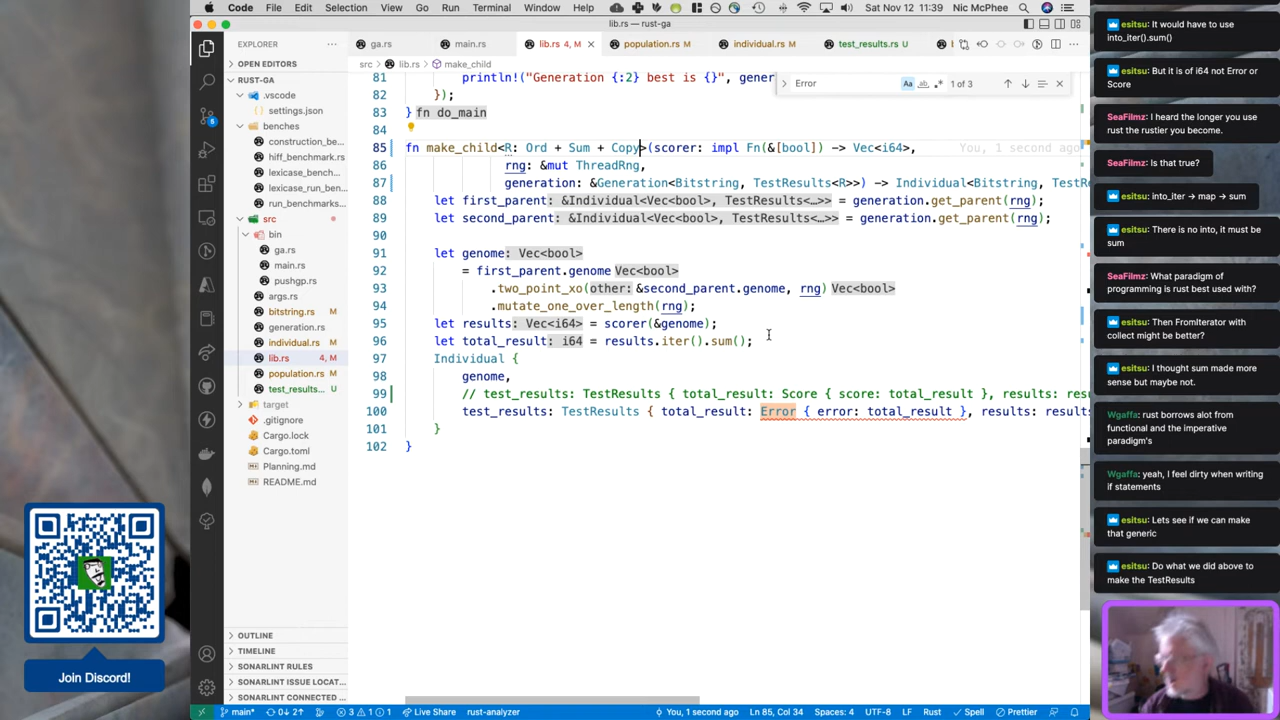 Code File Edit Selection View Go Run Terminal Window Help Sat Nov 12 11:39 Nic McPhee
lib.rs — rust-ga
EXPLORER
ga.rs main.rs lib.rs 4, M population.rs M individual.rs M test_results.rs U
src > lib.rs > make_child
Error
Aa
1 of 3
OPEN EDITORS
RUST-GA
.vscode
settings.json
benches
construction_be...
hiff_benchmark.rs
lexicase_bench...
lexicase_run_ben...
run_benchmarks...
src
bin
ga.rs
main.rs
pushgp.rs
args.rs
bitstring.rs M
generation.rs
individual.rs M
lib.rs 4, M
population.rs M
test_results... U
target
.gitignore
Cargo.lock
Cargo.toml
Planning.md
README.md
OUTLINE
TIMELINE
SONARLINT RULES
SONARLINT ISSUE LOCAT...
SONARLINT CONNECTED ...
81 println!("Generation {:2} best is {}", gener
82 });
83 } fn do_main
84
85 fn make_child<R: Ord + Sum + Copy>(scorer: impl Fn(&[bool]) -> Vec<i64>, You, 1 second ago
86 rng: &mut ThreadRng,
87 generation: &Generation<Bitstring, TestResults<R>>) -> Individual<Bitstring, TestRe
88 let first_parent: &Individual<Vec<bool>, TestResults<…>> = generation.get_parent(rng);
89 let second_parent: &Individual<Vec<bool>, TestResults<…>> = generation.get_parent(rng);
90
91 let genome: Vec<bool>
92 = first_parent.genome Vec<bool>
93 .two_point_xo(other: &second_parent.genome, rng) Vec<bool>
94 .mutate_one_over_length(rng);
95 let results: Vec<i64> = scorer(&genome);
96 let total_result: i64 = results.iter().sum();
97 Individual {
98 genome,
99 // test_results: TestResults { total_result: Score { score: total_result }, results: res
100 test_results: TestResults { total_result: Error { error: total_result }, results: results
101 }
102 }
main* 0↓ 2↑ 3 1 1 Live Share rust-analyzer You, 1 second ago Ln 85, Col 34 Spaces: 4 UTF-8 LF Rust Spell Prettier
Join Discord!
esitsu: It would have to use
into_iter().sum()
esitsu: But it is of i64 not Error or
Score
SeaFilmz: I heard the longer you
use rust the rustier you become.
SeaFilmz: Is that true?
esitsu: into_iter -> map -> sum
esitsu: There is no into, it must be
sum
SeaFilmz: What paradigm of
programming is rust best used with?
esitsu: Then FromIterator with
collect might be better?
esitsu: I thought sum made more
sense but maybe not.
Wgaffa: rust borrows alot from
functional and the imperative
paradigm's
Wgaffa: yeah, I feel dirty when writing
if statements
esitsu: Lets see if we can make
that generic
esitsu: Do what we did above to
make the TestResults